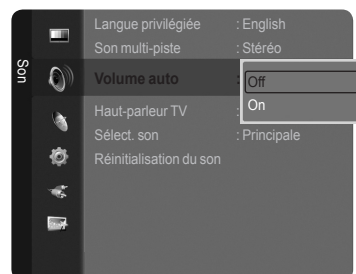 Son
Langue privilégiée : English
Son multi-piste : Stéréo
Volume auto : Off
On
Haut-parleur TV :
Sélect. son : Principale
Réinitialisation du son